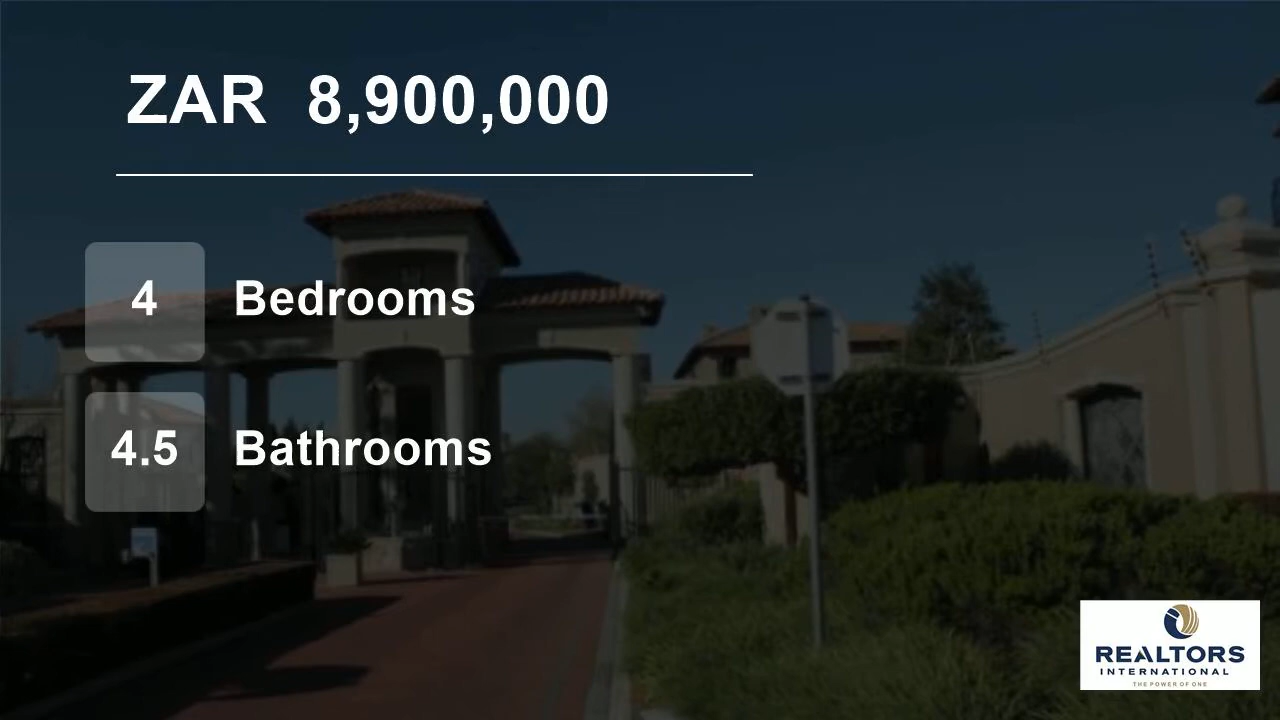 ZAR 8,900,000
4 Bedrooms
4.5 Bathrooms
REALTORS
INTERNATIONAL
THE POWER OF ONE